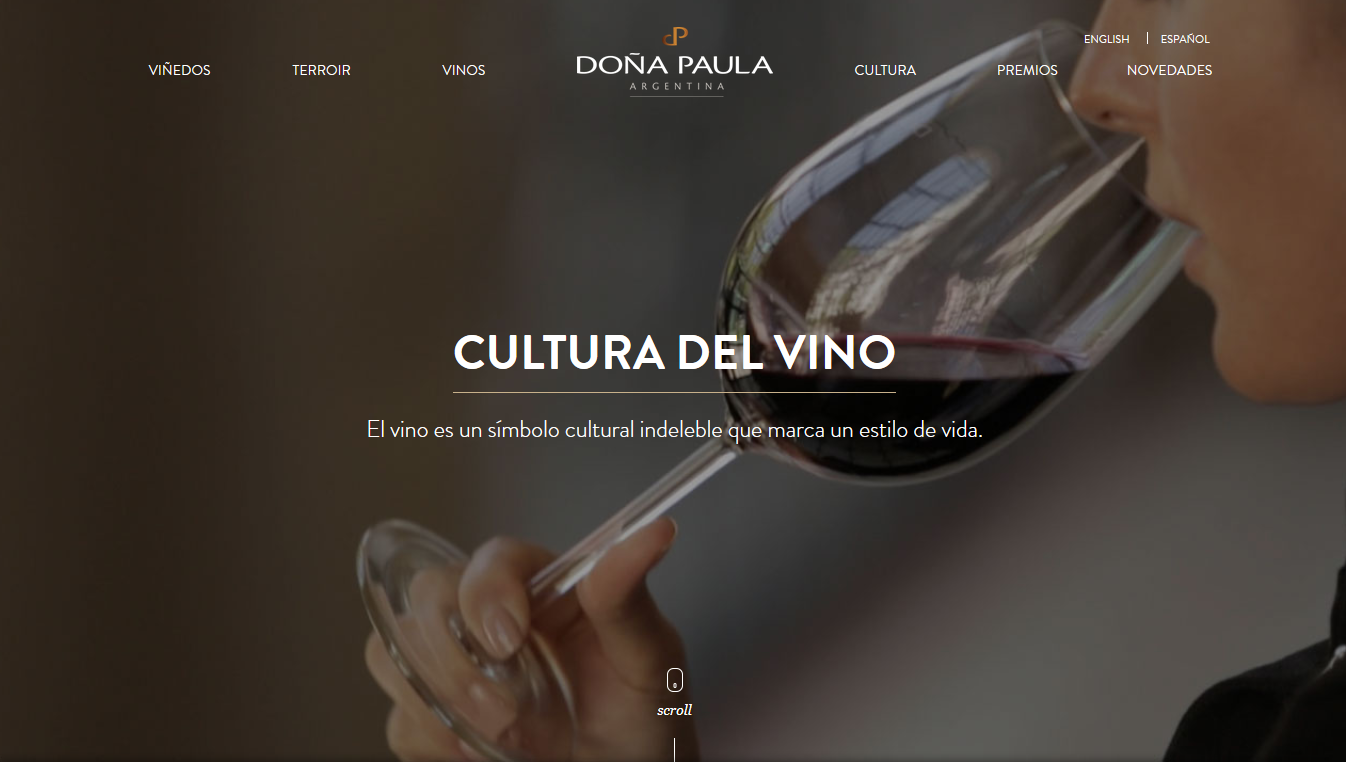 ENGLISH
ESPAÑOL
VIÑEDOS
TERROIR
VINOS
DOÑA PAULA
ARGENTINA
CULTURA
PREMIOS
NOVEDADES
CULTURA DEL VINO
El vino es un símbolo cultural indeleble que marca un estilo de vida.
scroll